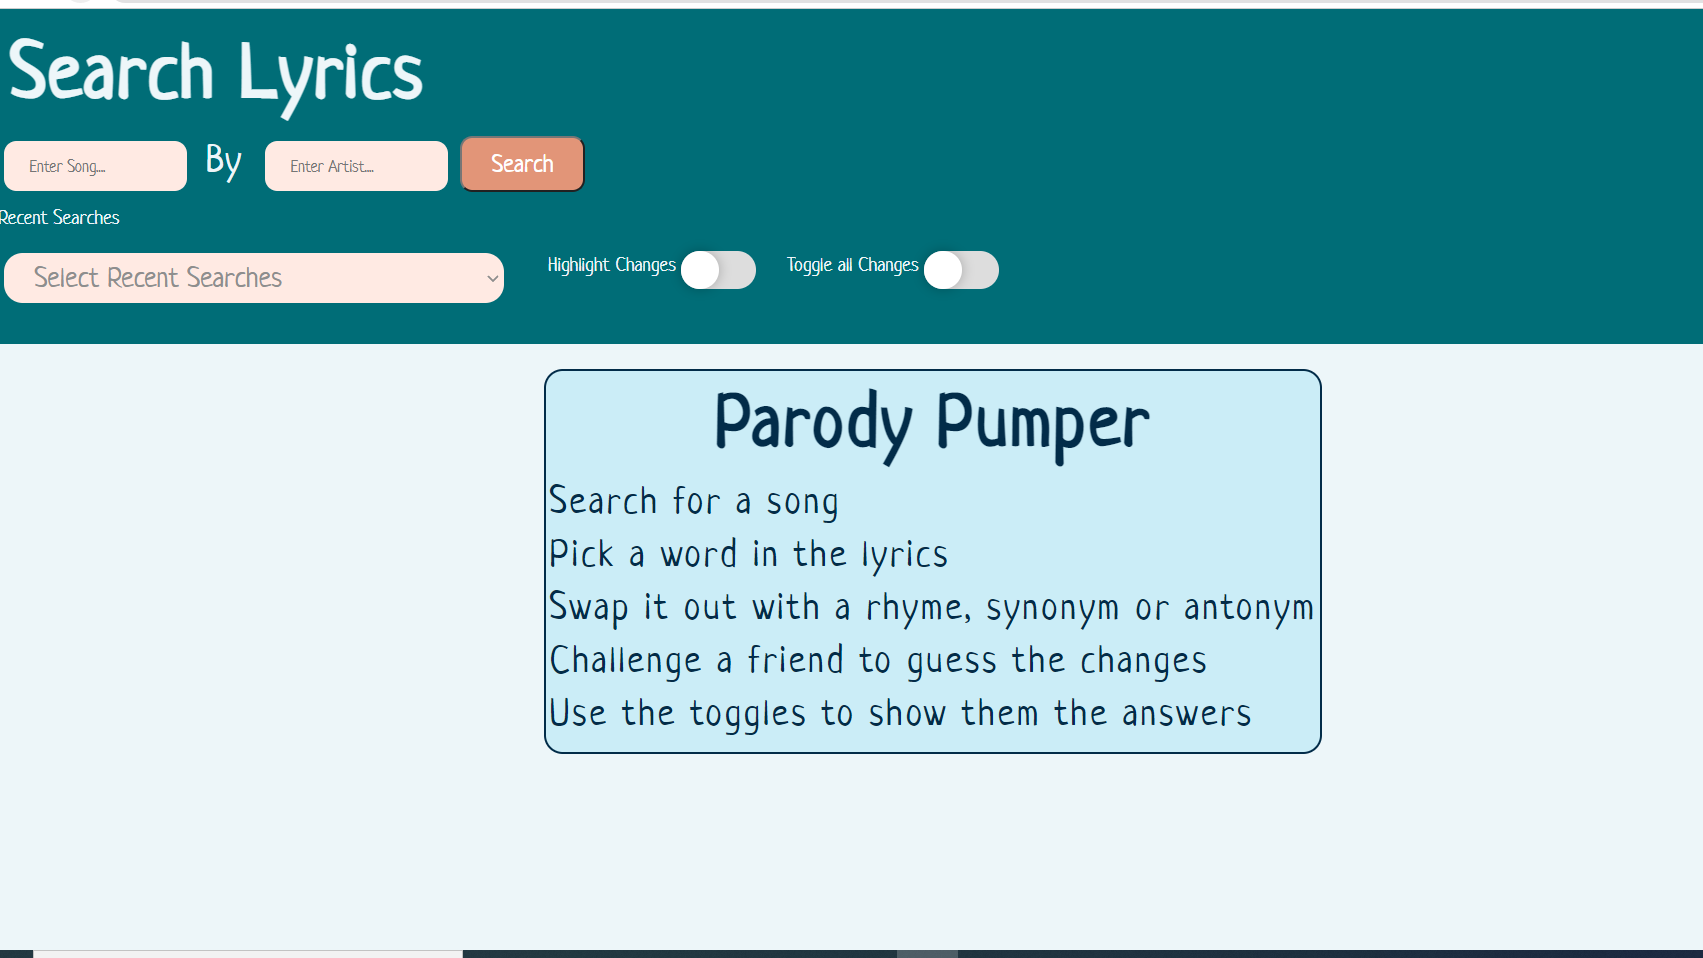 Search Lyrics
Enter Song.... By Enter Artist.... Search
Recent Searches
Select Recent Searches Highlight Changes Toggle all Changes
Parody Pumper
Search for a song
Pick a word in the lyrics
Swap it out with a rhyme, synonym or antonym
Challenge a friend to guess the changes
Use the toggles to show them the answers